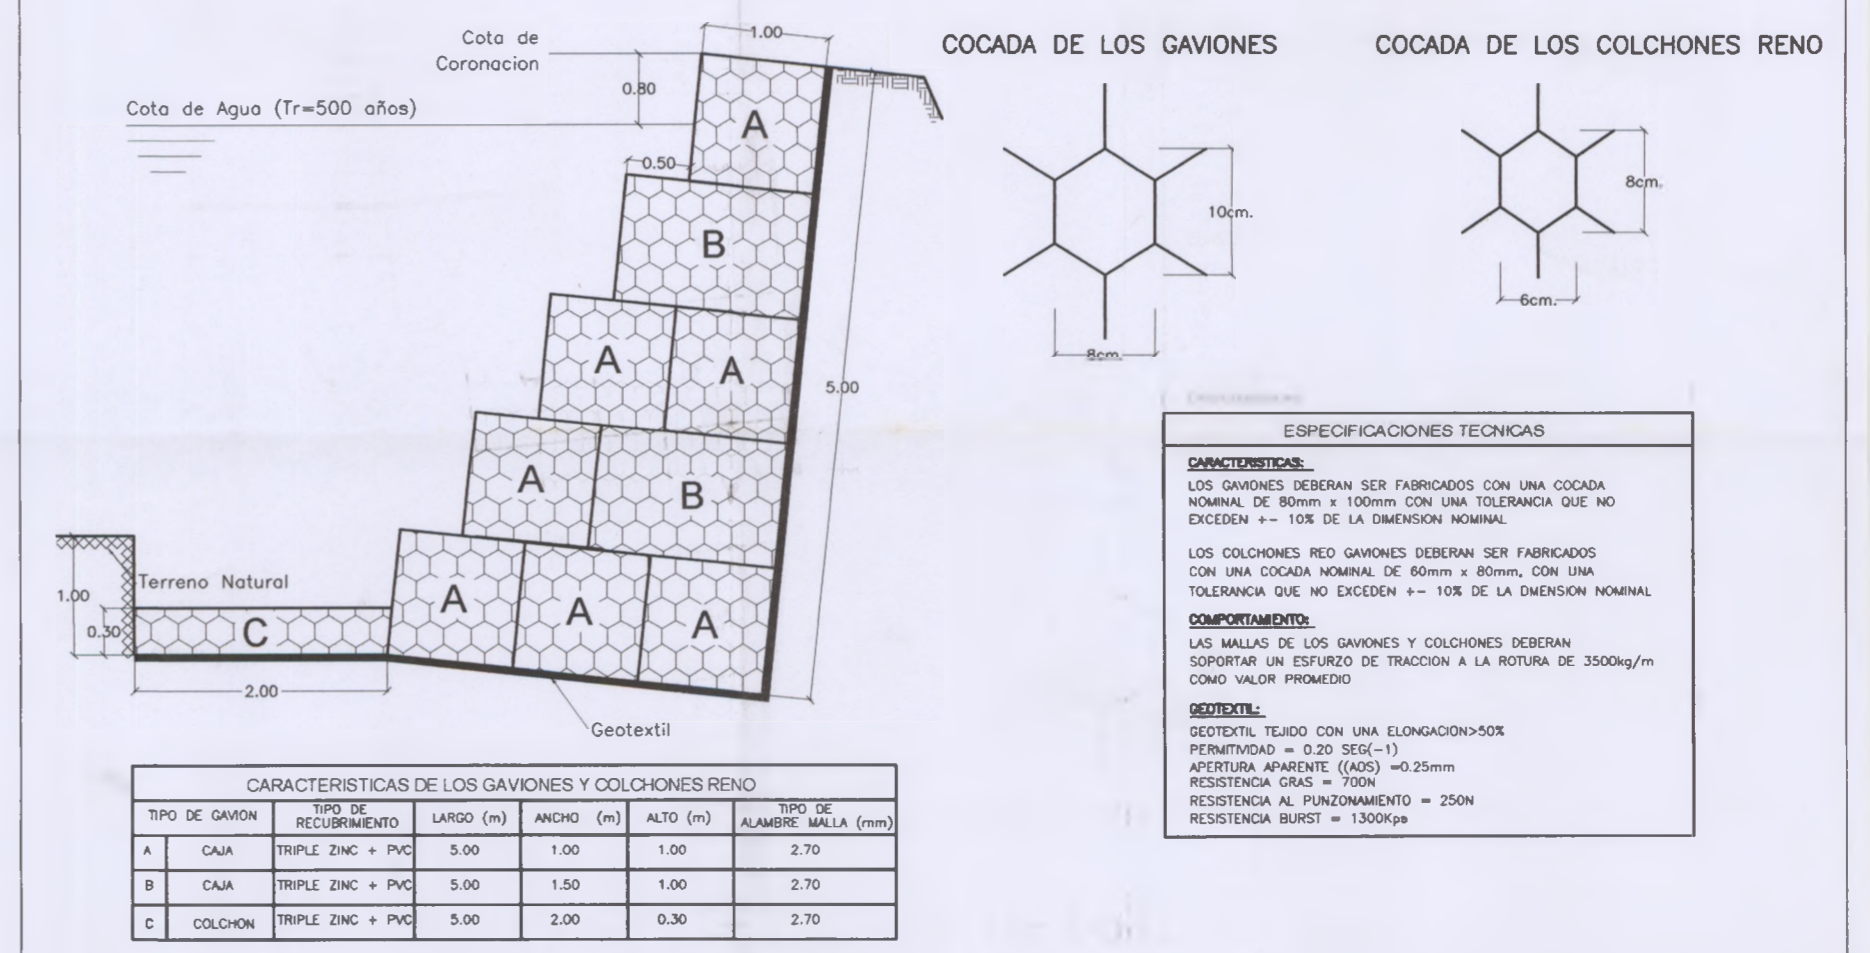 1.00
Cota de
Coronacion
0.80
Cota de Agua (Tr=500 años)
A
0.50
B
A
A
5.00
A
B
1.00
Terreno Natural
A
A
A
0.30
C
2.00
Geotextil
COCADA DE LOS GAVIONES
10cm.
8cm.
COCADA DE LOS COLCHONES RENO
8cm.
6cm.
ESPECIFICACIONES TECNICAS
CARACTERISTICAS:
LOS GAVIONES DEBERAN SER FABRICADOS CON UNA COCADA
NOMINAL DE 80mm x 100mm CON UNA TOLERANCIA QUE NO
EXCEDEN +- 10% DE LA DIMENSION NOMINAL
LOS COLCHONES REO GAVIONES DEBERAN SER FABRICADOS
CON UNA COCADA NOMINAL DE 60mm x 80mm, CON UNA
TOLERANCIA QUE NO EXCEDEN +- 10% DE LA DMENSION NOMINAL
COMPORTAMIENTO:
LAS MALLAS DE LOS GAVIONES Y COLCHONES DEBERAN
SOPORTAR UN ESFURZO DE TRACCION A LA ROTURA DE 3500kg/m
COMO VALOR PROMEDIO
GEOTEXTIL:
GEOTEXTIL TEJIDO CON UNA ELONGACION>50%
PERMITIVIDAD = 0.20 SEG(-1)
APERTURA APARENTE ((AOS) =0.25mm
RESISTENCIA GRAS = 700N
RESISTENCIA AL PUNZONAMIENTO = 250N
RESISTENCIA BURST = 1300Kpa
CARACTERISTICAS DE LOS GAVIONES Y COLCHONES RENO
TIPO DE GAVION TIPO DE RECUBRIMIENTO LARGO (m) ANCHO (m) ALTO (m) TIPO DE ALAMBRE MALLA (mm)
A CAJA TRIPLE ZINC + PVC 5.00 1.00 1.00 2.70
B CAJA TRIPLE ZINC + PVC 5.00 1.50 1.00 2.70
C COLCHON TRIPLE ZINC + PVC 5.00 2.00 0.30 2.70